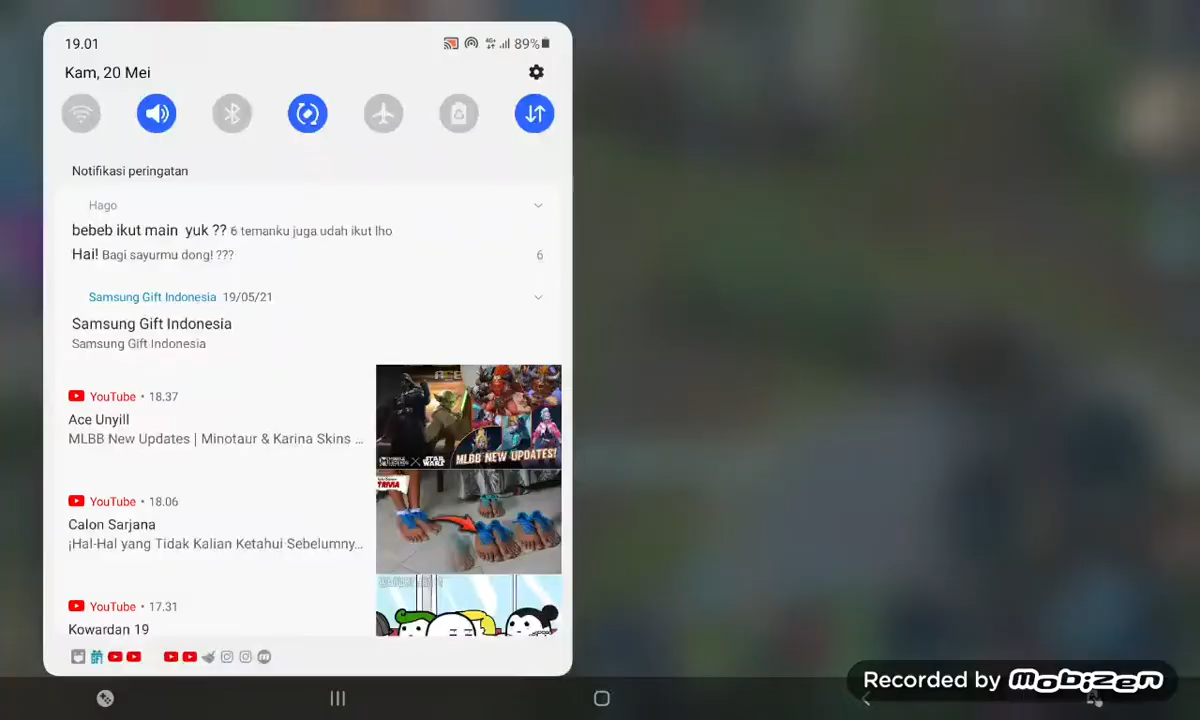 19.01
89%
Kam, 20 Mei
Notifikasi peringatan
Hago
bebeb ikut main yuk ?? 6 temanku juga udah ikut lho
Hai! Bagi sayurmu dong! ???
6
Samsung Gift Indonesia 19/05/21
Samsung Gift Indonesia
Samsung Gift Indonesia
YouTube • 18.37
Ace Unyill
MLBB New Updates | Minotaur & Karina Skins ...
STAR WARS
MLBB NEW UPDATES!
YouTube • 18.06
Calon Sarjana
¡Hal-Hal yang Tidak Kalian Ketahui Sebelumny...
TRIVIA
YouTube • 17.31
Kowardan 19
Recorded by mobizen